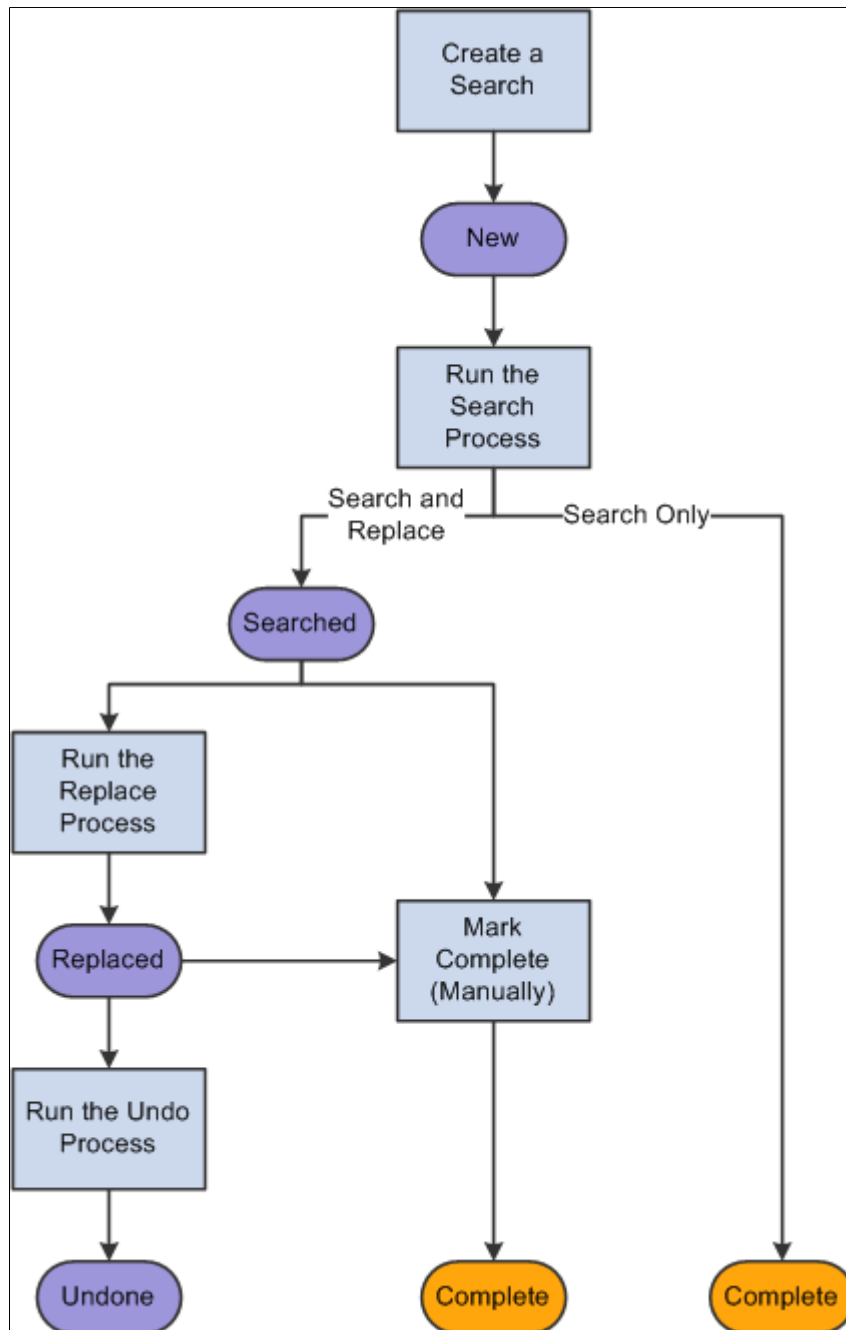 Create a
Search
New
Run the
Search
Process
Search and
Replace
Search Only
Searched
Run the
Replace
Process
Replaced
Mark
Complete
(Manually)
Run the Undo
Process
Undone
Complete
Complete